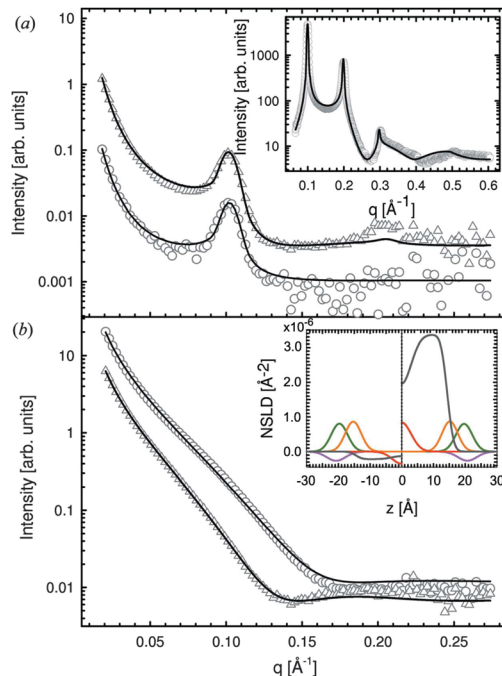 (a)
Intensity [arb. units]
10
1
0.1
0.01
0.001
Intensity [arb. units]
1000
100
10
0.1 0.2 0.3 0.4 0.5 0.6
q [Å-1]
(b)
Intensity [arb. units]
10
1
0.1
0.01
x10-6
NSLD [Å-2]
3.0
2.0
1.0
0.0
-30 -20 -10 0 10 20 30
z [Å]
0.05 0.10 0.15 0.20 0.25
q [Å-1]